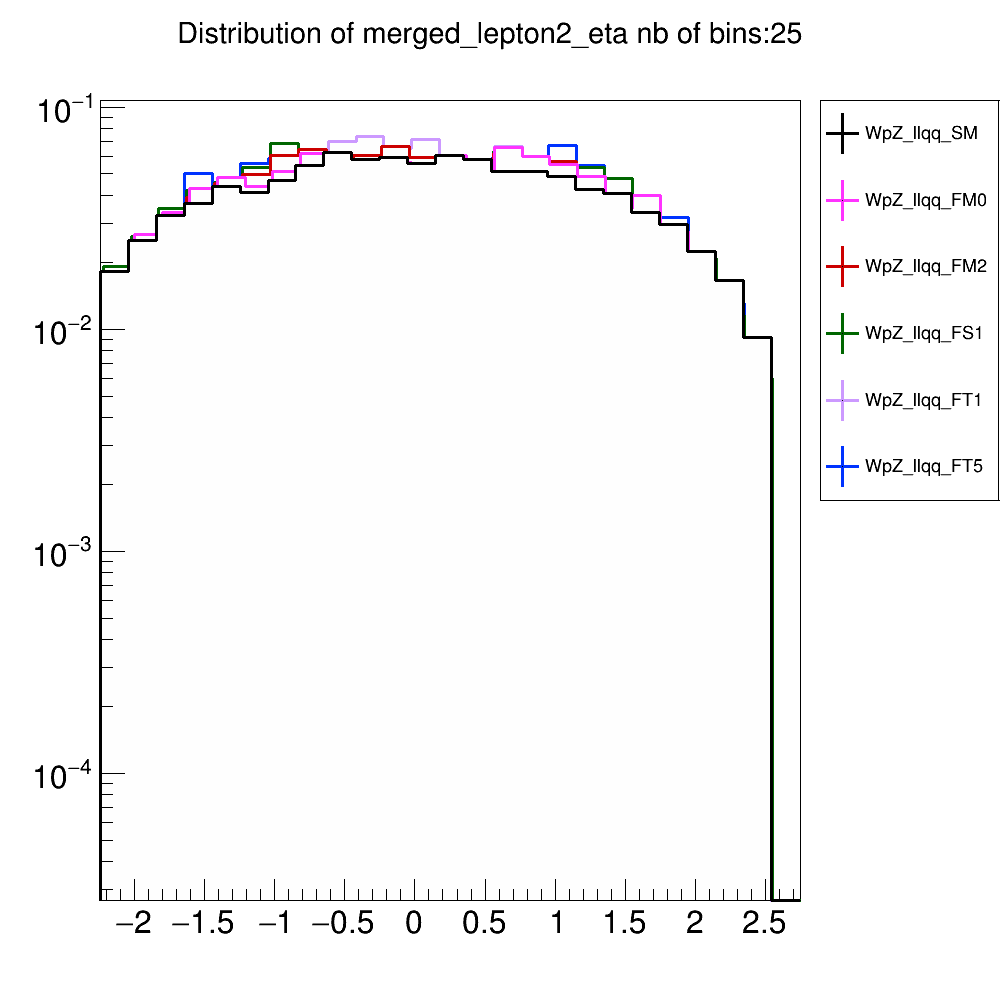 Distribution of merged_lepton2_eta nb of bins:25
10⁻¹
10⁻²
10⁻³
10⁻⁴
−2 −1.5 −1 −0.5 0 0.5 1 1.5 2 2.5
WpZ_llqq_SM
WpZ_llqq_FM0
WpZ_llqq_FM2
WpZ_llqq_FS1
WpZ_llqq_FT1
WpZ_llqq_FT5